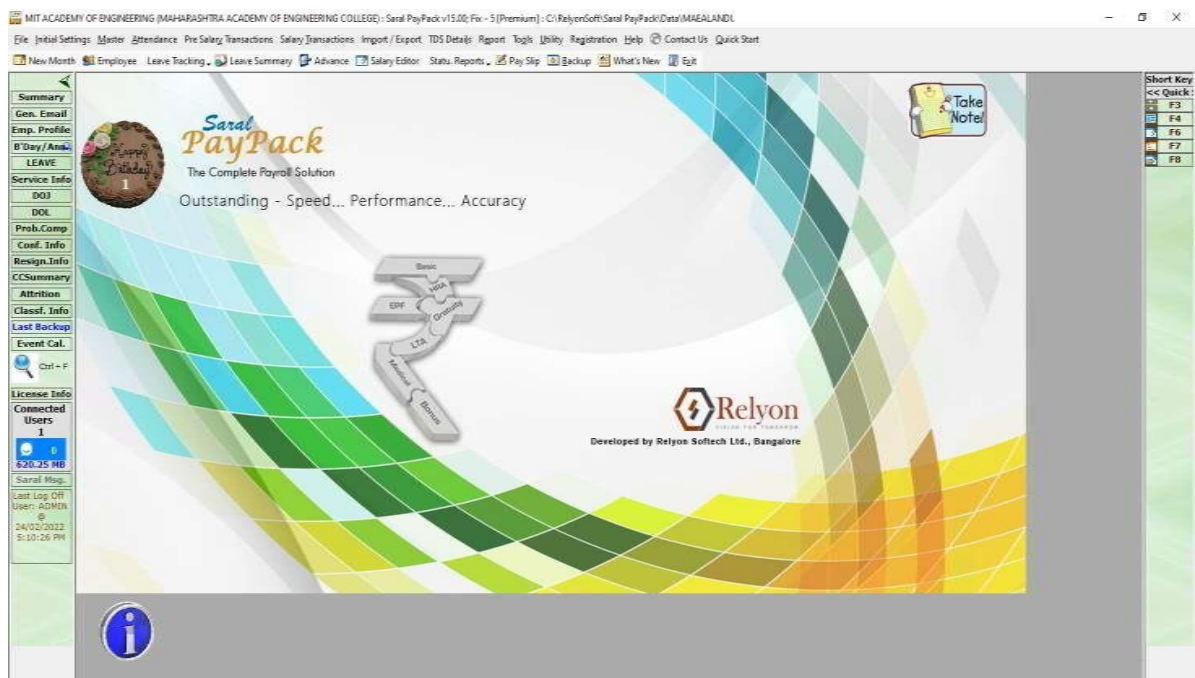 MIT ACADEMY OF ENGINEERING (MAHARASHTRA ACADEMY OF ENGINEERING COLLEGE) : Saral PayPack v15.00; Fix - 5 [Premium] : C:\RelyonSoft\Saral PayPack\Data\MAEALANDI.
File Initial Settings Master Attendance Pre Salary Transactions Salary Transactions Import / Export TDS Details Report Tools Utility Registration Help Contact Us Quick Start
New Month Employee Leave Tracking Leave Summary Advance Salary Editor Statu. Reports Pay Slip Backup What's New Exit
Summary
Gen. Email
Emp. Profile
B'Day/Ann.
LEAVE
Service Info
DOJ
DOL
Prob.Comp
Conf. Info
Resign.Info
CCSummary
Attrition
Classf. Info
Last Backup
Event Cal.
Ctrl + F
License Info
Connected
Users
1
0
620.25 MB
Saral Msg.
Last Log Off
User: ADMIN
@
24/02/2022
5:10:26 PM
Happy
Birthday
1
Saral
PayPack
The Complete Payroll Solution
Outstanding - Speed... Performance... Accuracy
Basic
HRA
EPF
Gratuity
LTA
Medical
Bonus
Take
Note!
Relyon
VISION FOR TOMORROW
Developed by Relyon Softech Ltd., Bangalore
Short Key
<< Quick :
F3
F4
F6
F7
F8